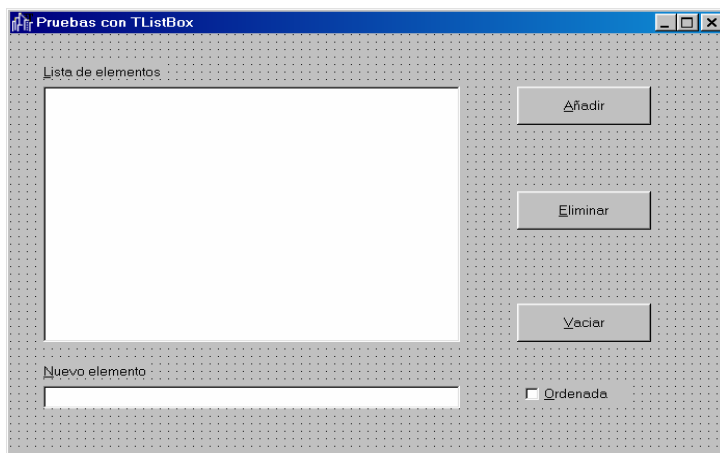 Pruebas con TListBox
Lista de elementos
Añadir
Eliminar
Vaciar
Nuevo elemento
Ordenada